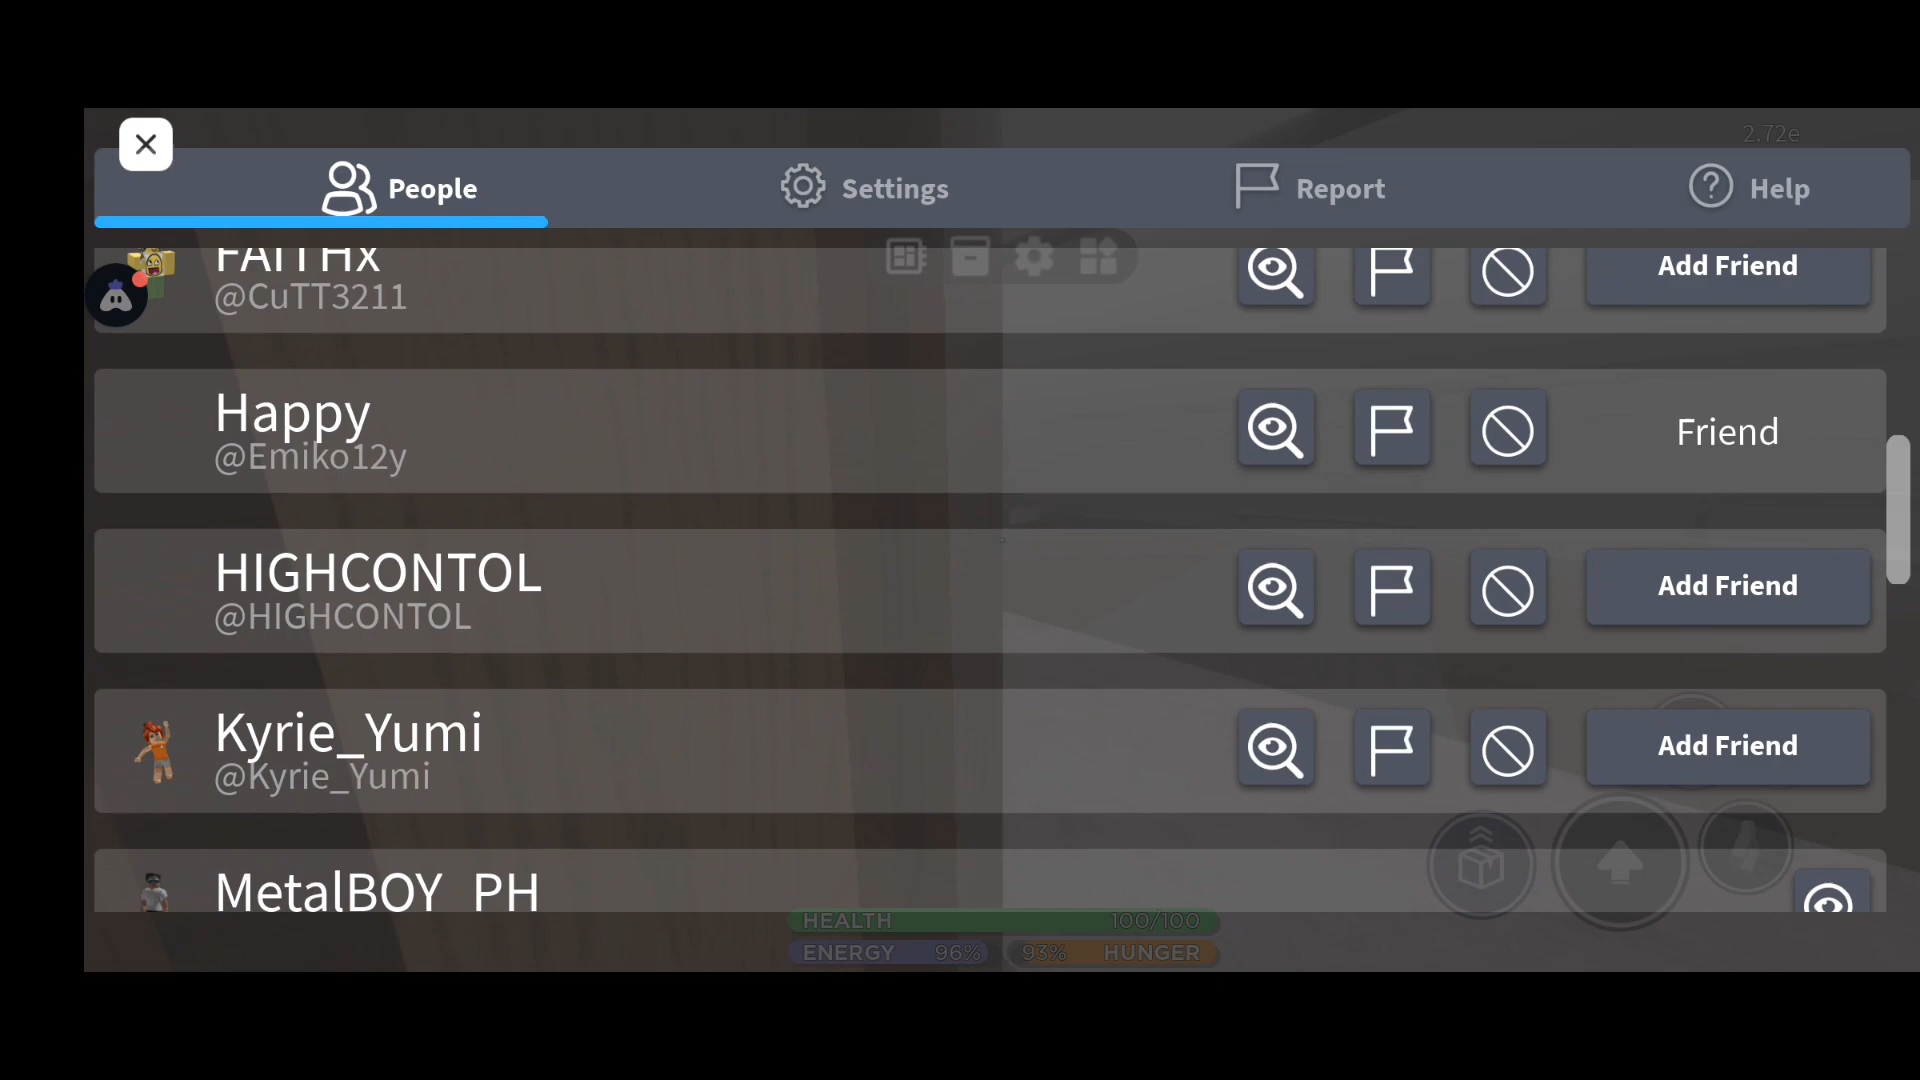 2.72e
People
Settings
Report
Help
FAITHx
@CuTT3211
Add Friend
Happy
@Emiko12y
Friend
HIGHCONTOL
@HIGHCONTOL
Add Friend
Kyrie_Yumi
@Kyrie_Yumi
Add Friend
MetalBOY_PH
HEALTH 100/100
ENERGY 96% 93% HUNGER